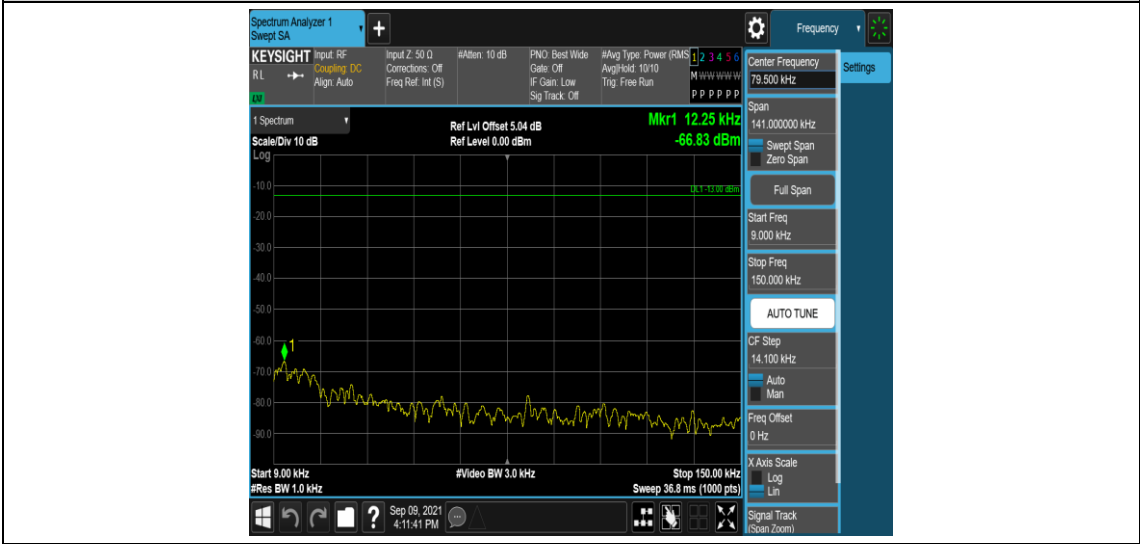 Spectrum Analyzer 1
Swept SA
+
Frequency
KEYSIGHT
RL
LXI
Input: RF
Coupling: DC
Align: Auto
Input Z: 50 Ω
Corrections: Off
Freq Ref: Int (S)
#Atten: 10 dB
PNO: Best Wide
Gate: Off
IF Gain: Low
Sig Track: Off
#Avg Type: Power (RMS
Avg|Hold: 10/10
Trig: Free Run
1 2 3 4 5 6
M W W W W W
P P P P P P
1 Spectrum
Scale/Div 10 dB
Log
Ref Lvl Offset 5.04 dB
Ref Level 0.00 dBm
Mkr1 12.25 kHz
-66.83 dBm
DL1 -13.00 dBm
-10.0
-20.0
-30.0
-40.0
-50.0
-60.0
-70.0
-80.0
-90.0
1
Start 9.00 kHz
#Res BW 1.0 kHz
#Video BW 3.0 kHz
Stop 150.00 kHz
Sweep 36.8 ms (1000 pts)
?
Sep 09, 2021
4:11:41 PM
Center Frequency
79.500 kHz
Span
141.000000 kHz
Swept Span
Zero Span
Full Span
Start Freq
9.000 kHz
Stop Freq
150.000 kHz
AUTO TUNE
CF Step
14.100 kHz
Auto
Man
Freq Offset
0 Hz
X Axis Scale
Log
Lin
Signal Track
(Span Zoom)
Settings